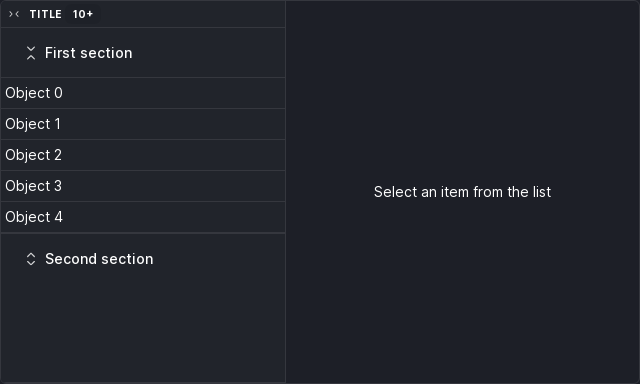 TITLE 10+
First section
Object 0
Object 1
Object 2
Object 3
Object 4
Second section
Select an item from the list